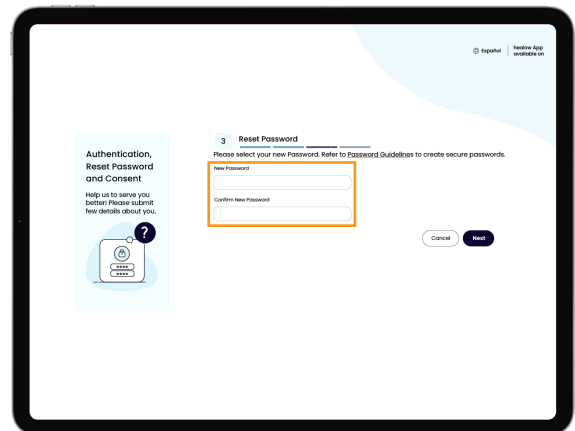 Español
healow App
available on
Authentication,
Reset Password
and Consent
Help us to serve you
better! Please submit
few details about you.
?
****
****
3 Reset Password
Please select your new Password. Refer to Password Guidelines to create secure passwords.
New Password
Confirm New Password
Cancel Next